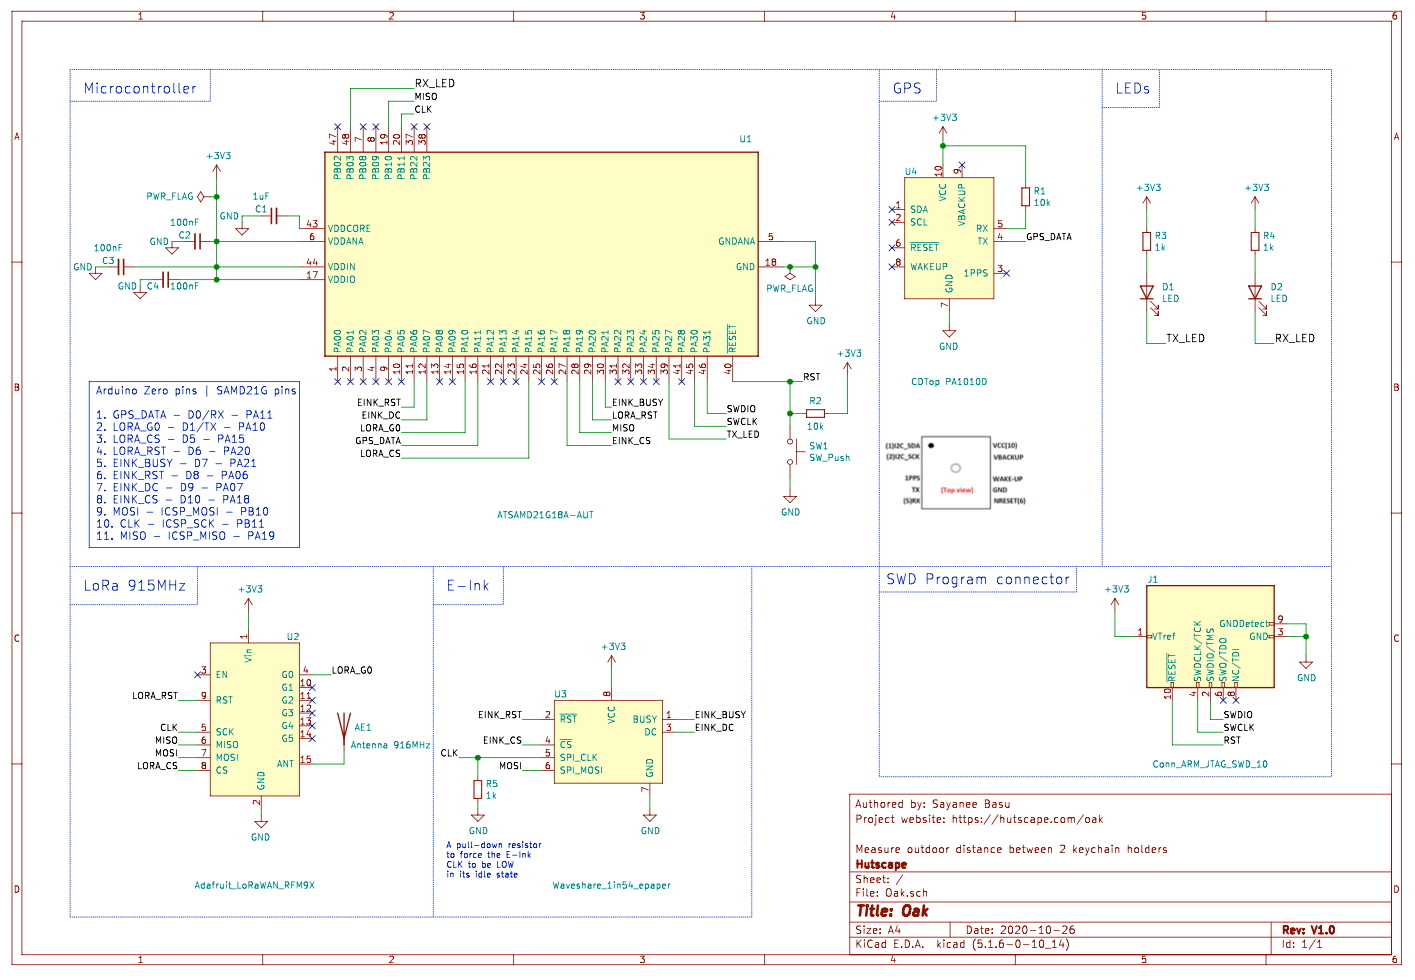 1 2 3 4 5 6
A
B
C
D
Microcontroller
RX_LED
MISO
CLK
47 48 7 8 19 20 37 38
PB02 PB03 PB08 PB09 PB10 PB11 PB22 PB23
U1
+3V3
PWR_FLAG
1uF
C1
GND
100nF
C2
GND
100nF
C3
GND
C4
100nF
GND
43 VDDCORE
6 VDDANA
44 VDDIN
17 VDDIO
GNDANA 5
GND 18
PWR_FLAG
GND
PA00 PA01 PA02 PA03 PA04 PA05 PA06 PA07 PA08 PA09 PA10 PA11 PA12 PA13 PA14 PA15 PA16 PA17 PA18 PA19 PA20 PA21 PA22 PA23 PA24 PA25 PA27 PA28 PA30 PA31 RESET
1 2 3 4 9 10 11 12 13 14 15 16 21 22 23 24 25 26 27 28 29 30 31 32 33 34 39 41 45 46 40
EINK_RST
EINK_DC
LORA_G0
GPS_DATA
LORA_CS
EINK_BUSY
LORA_RST
MISO
EINK_CS
SWDIO
SWCLK
TX_LED
RST
+3V3
R2
10k
SW1
SW_Push
GND
ATSAMD21G18A-AUT
Arduino Zero pins | SAMD21G pins
1. GPS_DATA - D0/RX - PA11
2. LORA_G0 - D1/TX - PA10
3. LORA_CS - D5 - PA15
4. LORA_RST - D6 - PA20
5. EINK_BUSY - D7 - PA21
6. EINK_RST - D8 - PA06
7. EINK_DC - D9 - PA07
8. EINK_CS - D10 - PA18
9. MOSI - ICSP_MOSI - PB10
10. CLK - ICSP_SCK - PB11
11. MISO - ICSP_MISO - PA19
GPS
+3V3
U4
10 9
VCC VBACKUP
1 SDA
2 SCL
6 RESET
8 WAKEUP
RX 5
TX 4
1PPS 3
GND
7
GND
R1
10k
GPS_DATA
CDTop PA1010D
(1)I2C_SDA
(2)I2C_SCK
1PPS
TX
(5)RX
(Top view)
VCC(10)
VBACKUP
WAKE-UP
GND
NRESET(6)
LEDs
+3V3
R3
1k
D1
LED
TX_LED
+3V3
R4
1k
D2
LED
RX_LED
LoRa 915MHz
+3V3
U2
1
Vin
3 EN
9 RST
5 SCK
6 MISO
7 MOSI
8 CS
G0 4
G1 10
G2 11
G3 12
G4 13
G5 14
ANT 15
GND
2
GND
LORA_RST
CLK
MISO
MOSI
LORA_CS
LORA_G0
AE1
Antenna 916MHz
Adafruit_LoRaWAN_RFM9X
E-Ink
+3V3
U3
8
VCC
2 RST
4 CS
5 SPI_CLK
6 SPI_MOSI
BUSY 1
DC 3
GND
7
GND
EINK_RST
EINK_CS
CLK
MOSI
EINK_BUSY
EINK_DC
R5
1k
GND
A pull-down resistor
to force the E-Ink
CLK to be LOW
in its idle state
Waveshare_1in54_epaper
SWD Program connector
J1
+3V3
1 VTref
GNDDetect 9
GND 3
RESET SWDCLK/TCK SWDIO/TMS SWO/TDO NC/TDI
10 4 2 6 8
GND
SWDIO
SWCLK
RST
Conn_ARM_JTAG_SWD_10
Authored by: Sayanee Basu
Project website: https://hutscape.com/oak
Measure outdoor distance between 2 keychain holders
Hutscape
Sheet: /
File: Oak.sch
Title: Oak
Size: A4 Date: 2020-10-26 Rev: V1.0
KiCad E.D.A. kicad (5.1.6-0-10_14) Id: 1/1
A
B
C
D
1 2 3 4 5 6